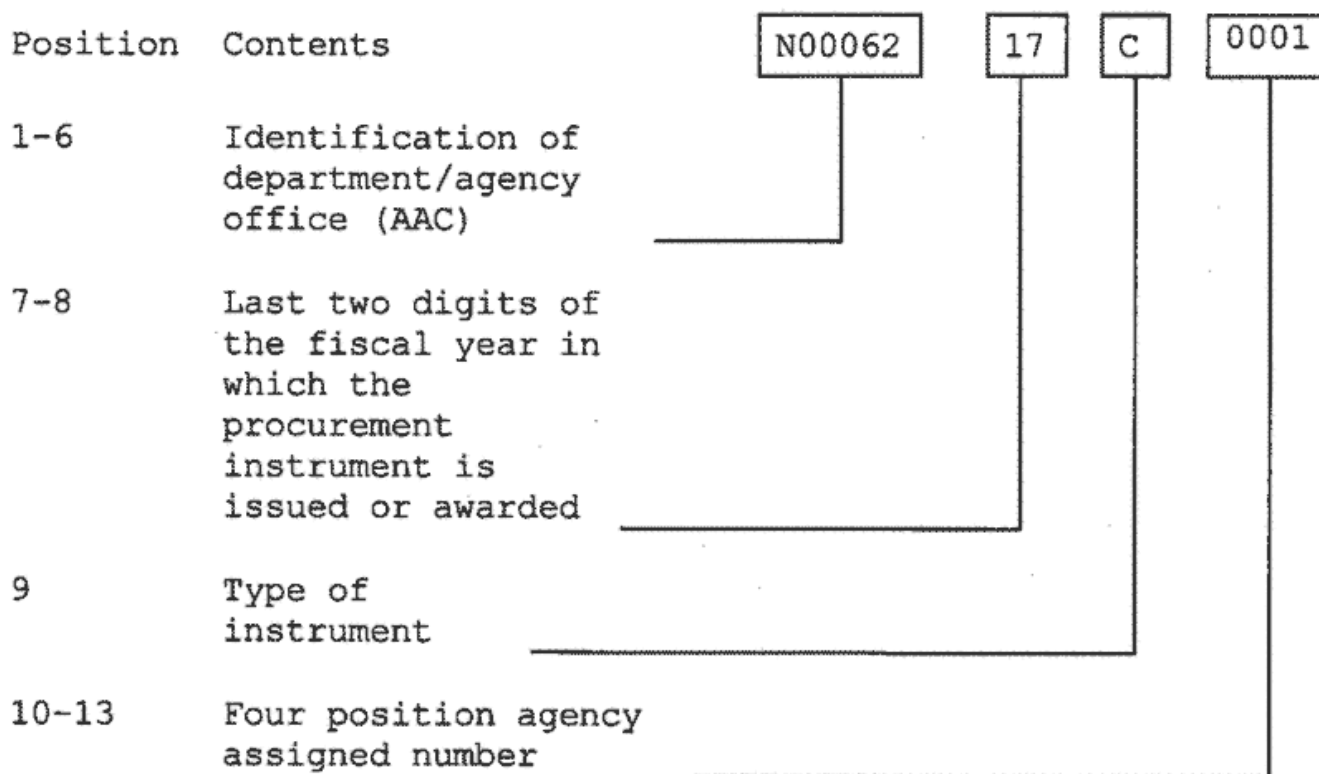 Position Contents N00062 17 C 0001
1-6 Identification of
department/agency
office (AAC)
7-8 Last two digits of
the fiscal year in
which the
procurement
instrument is
issued or awarded
9 Type of
instrument
10-13 Four position agency
assigned number